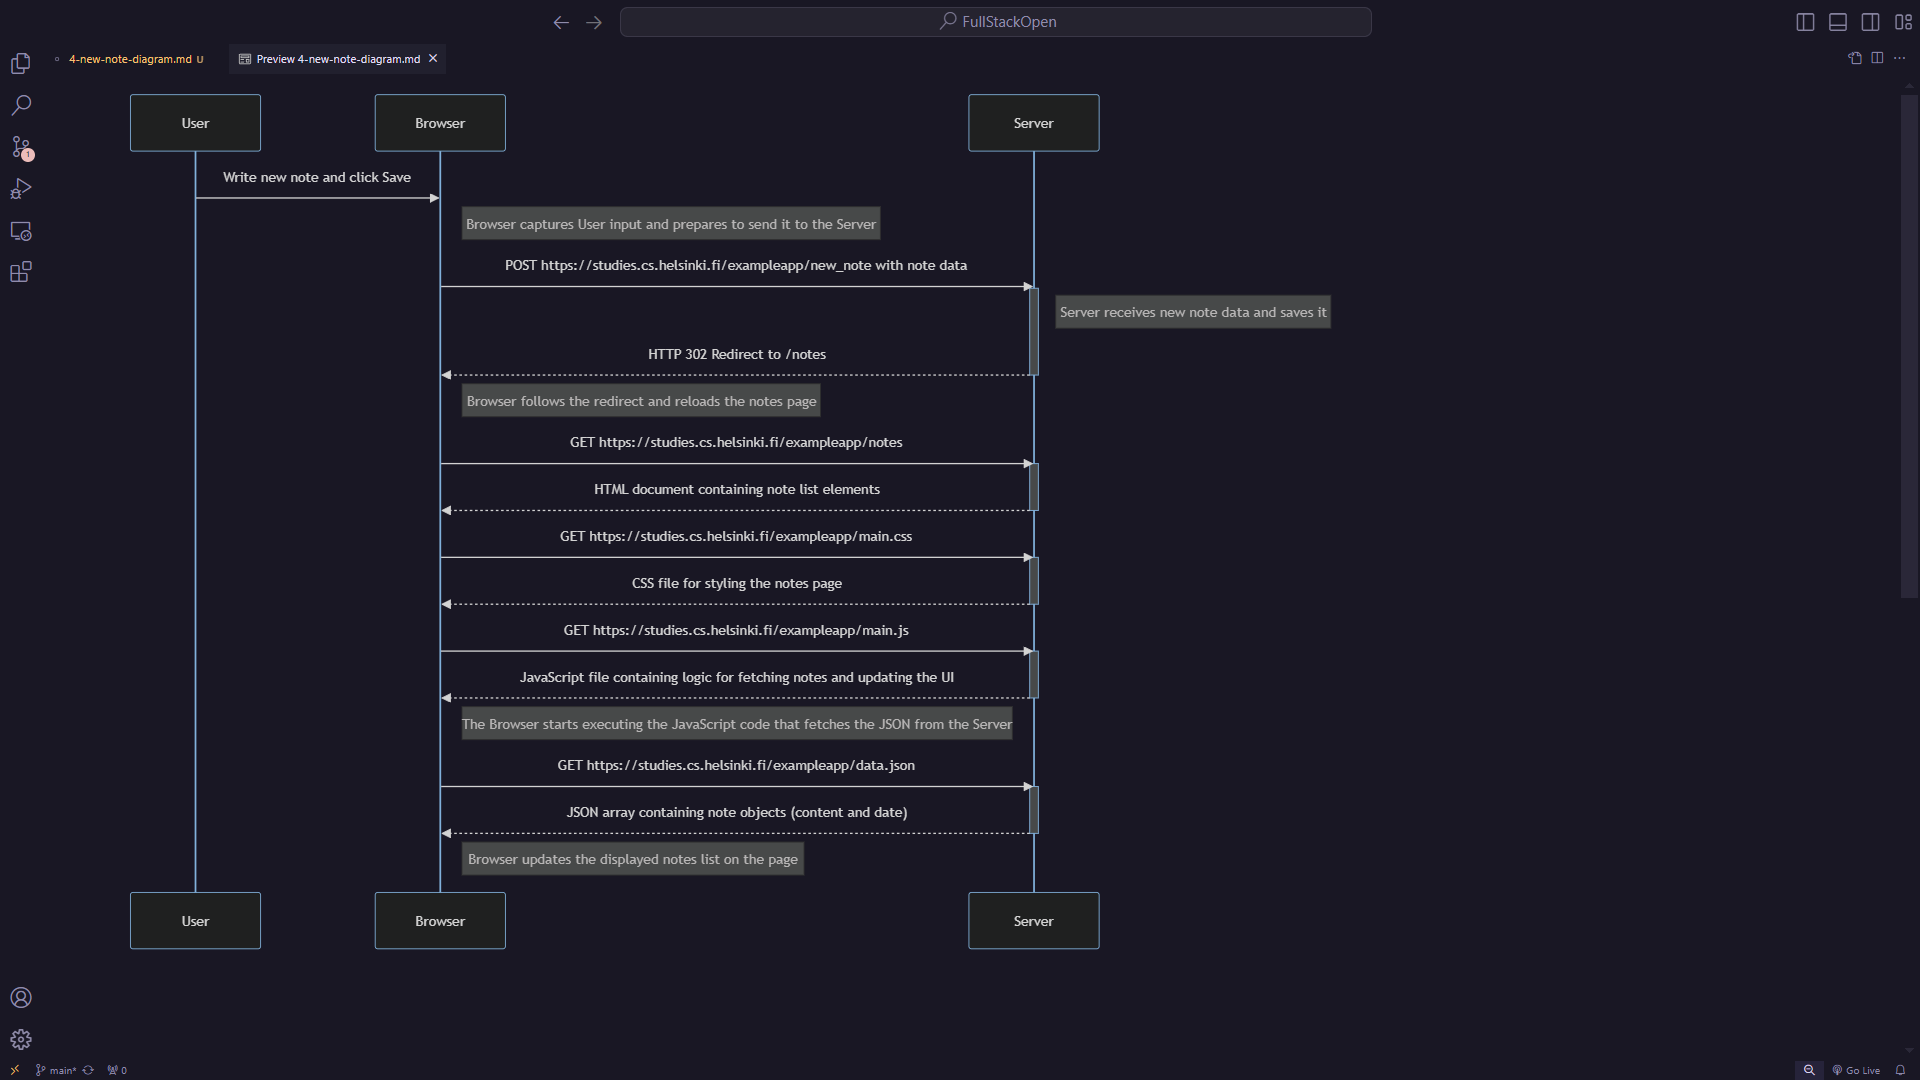 FullStackOpen
4-new-note-diagram.md U
Preview 4-new-note-diagram.md
User
Browser
Server
Write new note and click Save
Browser captures User input and prepares to send it to the Server
POST https://studies.cs.helsinki.fi/exampleapp/new_note with note data
Server receives new note data and saves it
HTTP 302 Redirect to /notes
Browser follows the redirect and reloads the notes page
GET https://studies.cs.helsinki.fi/exampleapp/notes
HTML document containing note list elements
GET https://studies.cs.helsinki.fi/exampleapp/main.css
CSS file for styling the notes page
GET https://studies.cs.helsinki.fi/exampleapp/main.js
JavaScript file containing logic for fetching notes and updating the UI
The Browser starts executing the JavaScript code that fetches the JSON from the Server
GET https://studies.cs.helsinki.fi/exampleapp/data.json
JSON array containing note objects (content and date)
Browser updates the displayed notes list on the page
User
Browser
Server
1
main*
0
Go Live